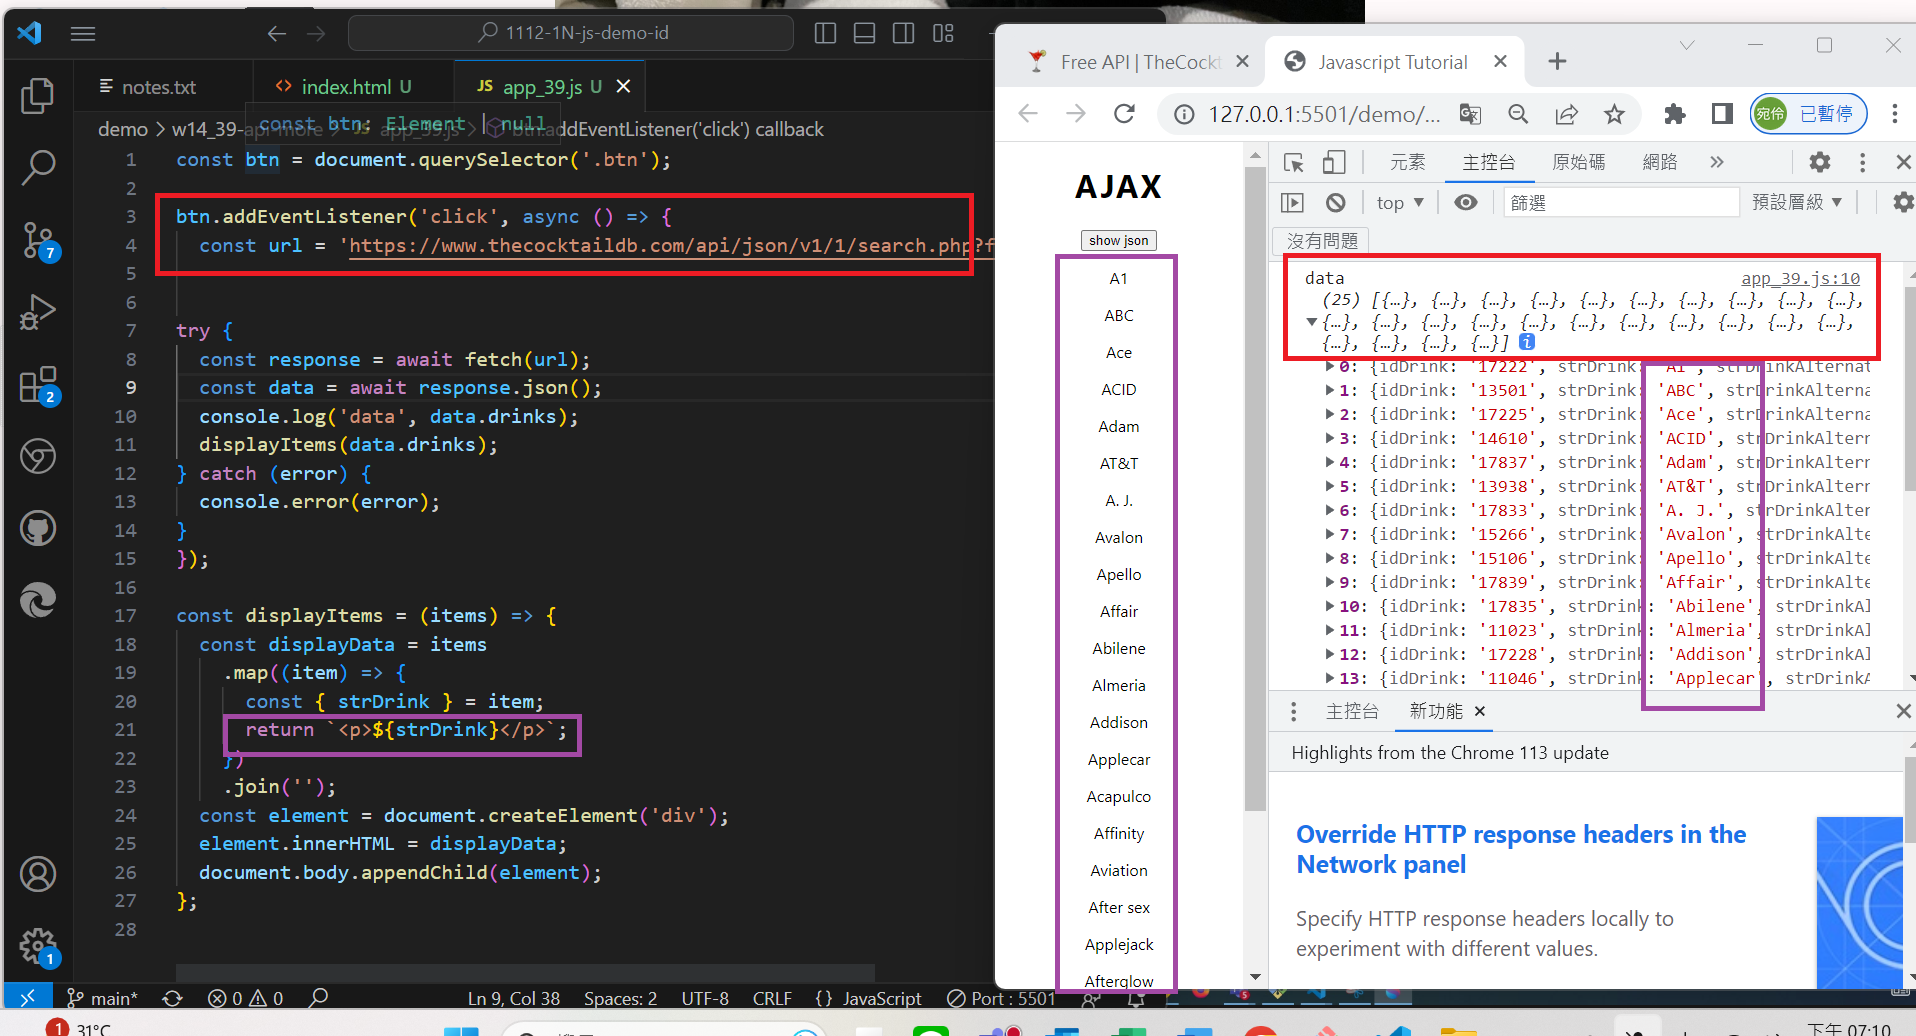 1112-1N-js-demo-id
notes.txt
index.html U
JS app_39.js U
demo > w14_39-api-more > JS app_39.js > btn.addEventListener('click') callback
const btn: Element | null
1 const btn = document.querySelector('.btn');
2
3 btn.addEventListener('click', async () => {
4 const url = 'https://www.thecocktaildb.com/api/json/v1/1/search.php?f
5
6
7 try {
8 const response = await fetch(url);
9 const data = await response.json();
10 console.log('data', data.drinks);
11 displayItems(data.drinks);
12 } catch (error) {
13 console.error(error);
14 }
15 });
16
17 const displayItems = (items) => {
18 const displayData = items
19 .map((item) => {
20 const { strDrink } = item;
21 return `<p>${strDrink}</p>`;
22 })
23 .join('');
24 const element = document.createElement('div');
25 element.innerHTML = displayData;
26 document.body.appendChild(element);
27 };
28
7
2
1
main*
0 0
Ln 9, Col 38
Spaces: 2
UTF-8
CRLF
{} JavaScript
Port : 5501
Free API | TheCockt
Javascript Tutorial
127.0.0.1:5501/demo/...
宛伶
已暫停
AJAX
show json
A1
ABC
Ace
ACID
Adam
AT&T
A. J.
Avalon
Apello
Affair
Abilene
Almeria
Addison
Applecar
Acapulco
Affinity
Aviation
After sex
Applejack
Afterglow
元素
主控台
原始碼
網路
top
篩選
預設層級
沒有問題
data app_39.js:10
(25) [{…}, {…}, {…}, {…}, {…}, {…}, {…}, {…}, {…}, {…},
{…}, {…}, {…}, {…}, {…}, {…}, {…}, {…}, {…}, {…}, {…},
{…}, {…}, {…}, {…}]
0: {idDrink: '17222', strDrink: 'A1', strDrinkAlternat
1: {idDrink: '13501', strDrink: 'ABC', strDrinkAlterna
2: {idDrink: '17225', strDrink: 'Ace', strDrinkAlterna
3: {idDrink: '14610', strDrink: 'ACID', strDrinkAltern
4: {idDrink: '17837', strDrink: 'Adam', strDrinkAltern
5: {idDrink: '13938', strDrink: 'AT&T', strDrinkAltern
6: {idDrink: '17833', strDrink: 'A. J.', strDrinkAlter
7: {idDrink: '15266', strDrink: 'Avalon', strDrinkAlte
8: {idDrink: '15106', strDrink: 'Apello', strDrinkAlte
9: {idDrink: '17839', strDrink: 'Affair', strDrinkAlte
10: {idDrink: '17835', strDrink: 'Abilene', strDrinkAl
11: {idDrink: '11023', strDrink: 'Almeria', strDrinkAl
12: {idDrink: '17228', strDrink: 'Addison', strDrinkAl
13: {idDrink: '11046', strDrink: 'Applecar', strDrinkA
主控台
新功能
Highlights from the Chrome 113 update
Override HTTP response headers in the
Network panel
Specify HTTP response headers locally to
experiment with different values.
1
31°C
下午 07:10